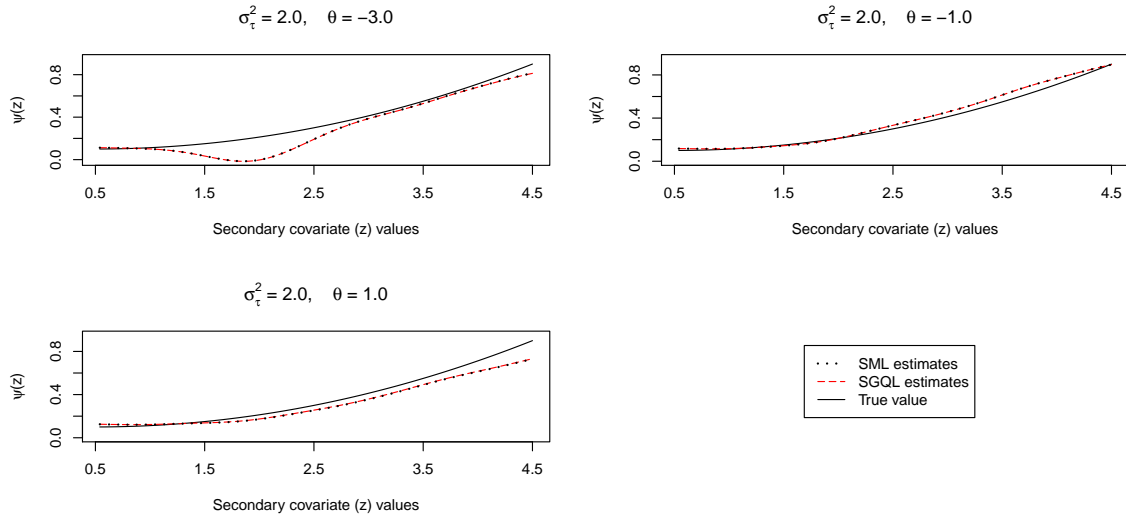 σ²τ = 2.0, θ = −3.0
ψ(z)
0.0 0.4 0.8
0.5 1.5 2.5 3.5 4.5
Secondary covariate (z) values
σ²τ = 2.0, θ = −1.0
ψ(z)
0.0 0.4 0.8
0.5 1.5 2.5 3.5 4.5
Secondary covariate (z) values
σ²τ = 2.0, θ = 1.0
ψ(z)
0.0 0.4 0.8
0.5 1.5 2.5 3.5 4.5
Secondary covariate (z) values
SML estimates
SGQL estimates
True value